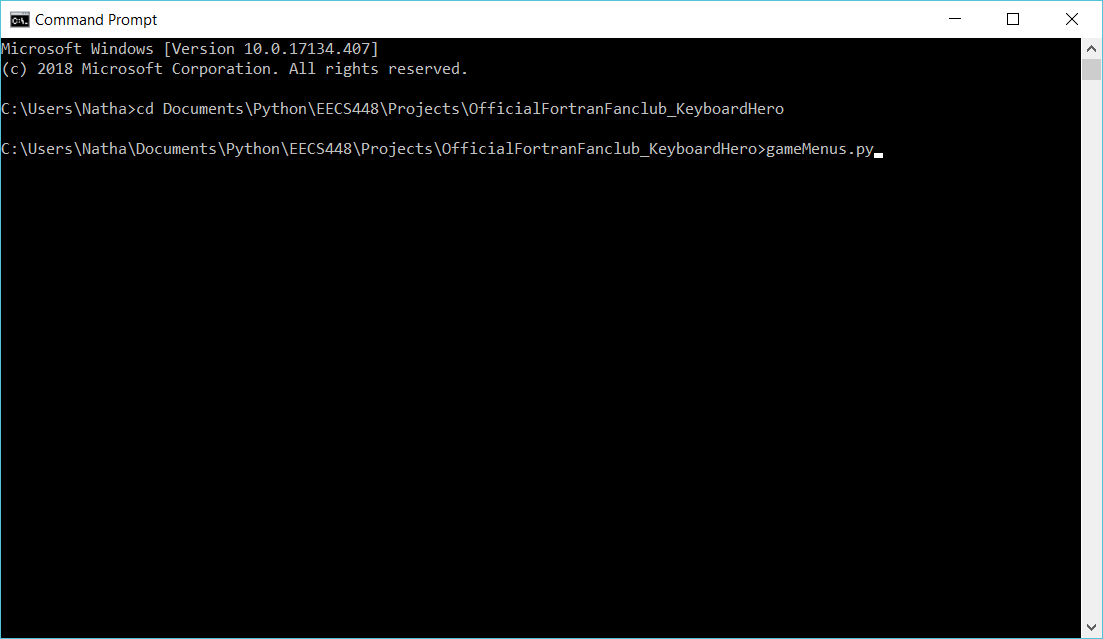 Command Prompt
Microsoft Windows [Version 10.0.17134.407]
(c) 2018 Microsoft Corporation. All rights reserved.
C:\Users\Natha>cd Documents\Python\EECS448\Projects\OfficialFortranFanclub_KeyboardHero
C:\Users\Natha\Documents\Python\EECS448\Projects\OfficialFortranFanclub_KeyboardHero>gameMenus.py